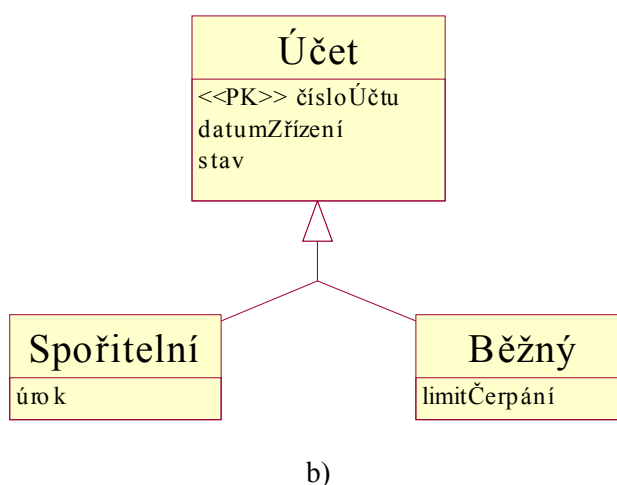 Účet
<<PK>> čísloÚčtu
datumZřízení
stav
Spořitelní
úrok
Běžný
limitČerpání
b)